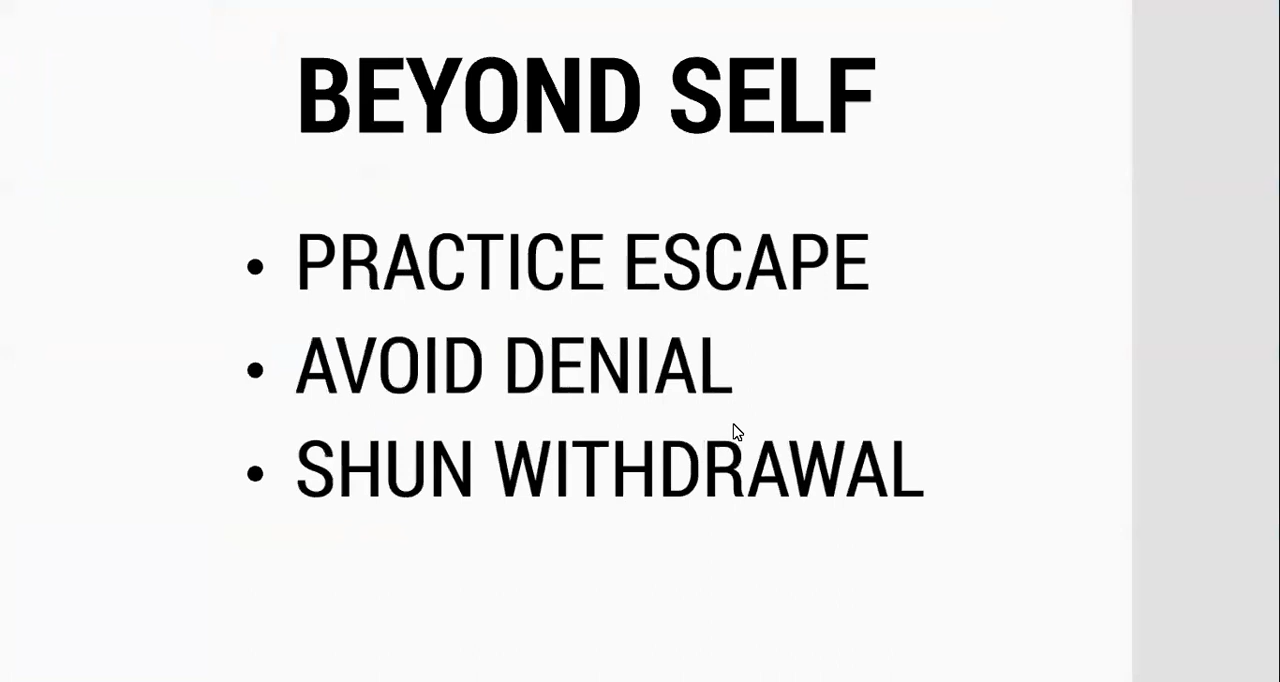 BEYOND SELF
• PRACTICE ESCAPE
• AVOID DENIAL
• SHUN WITHDRAWAL